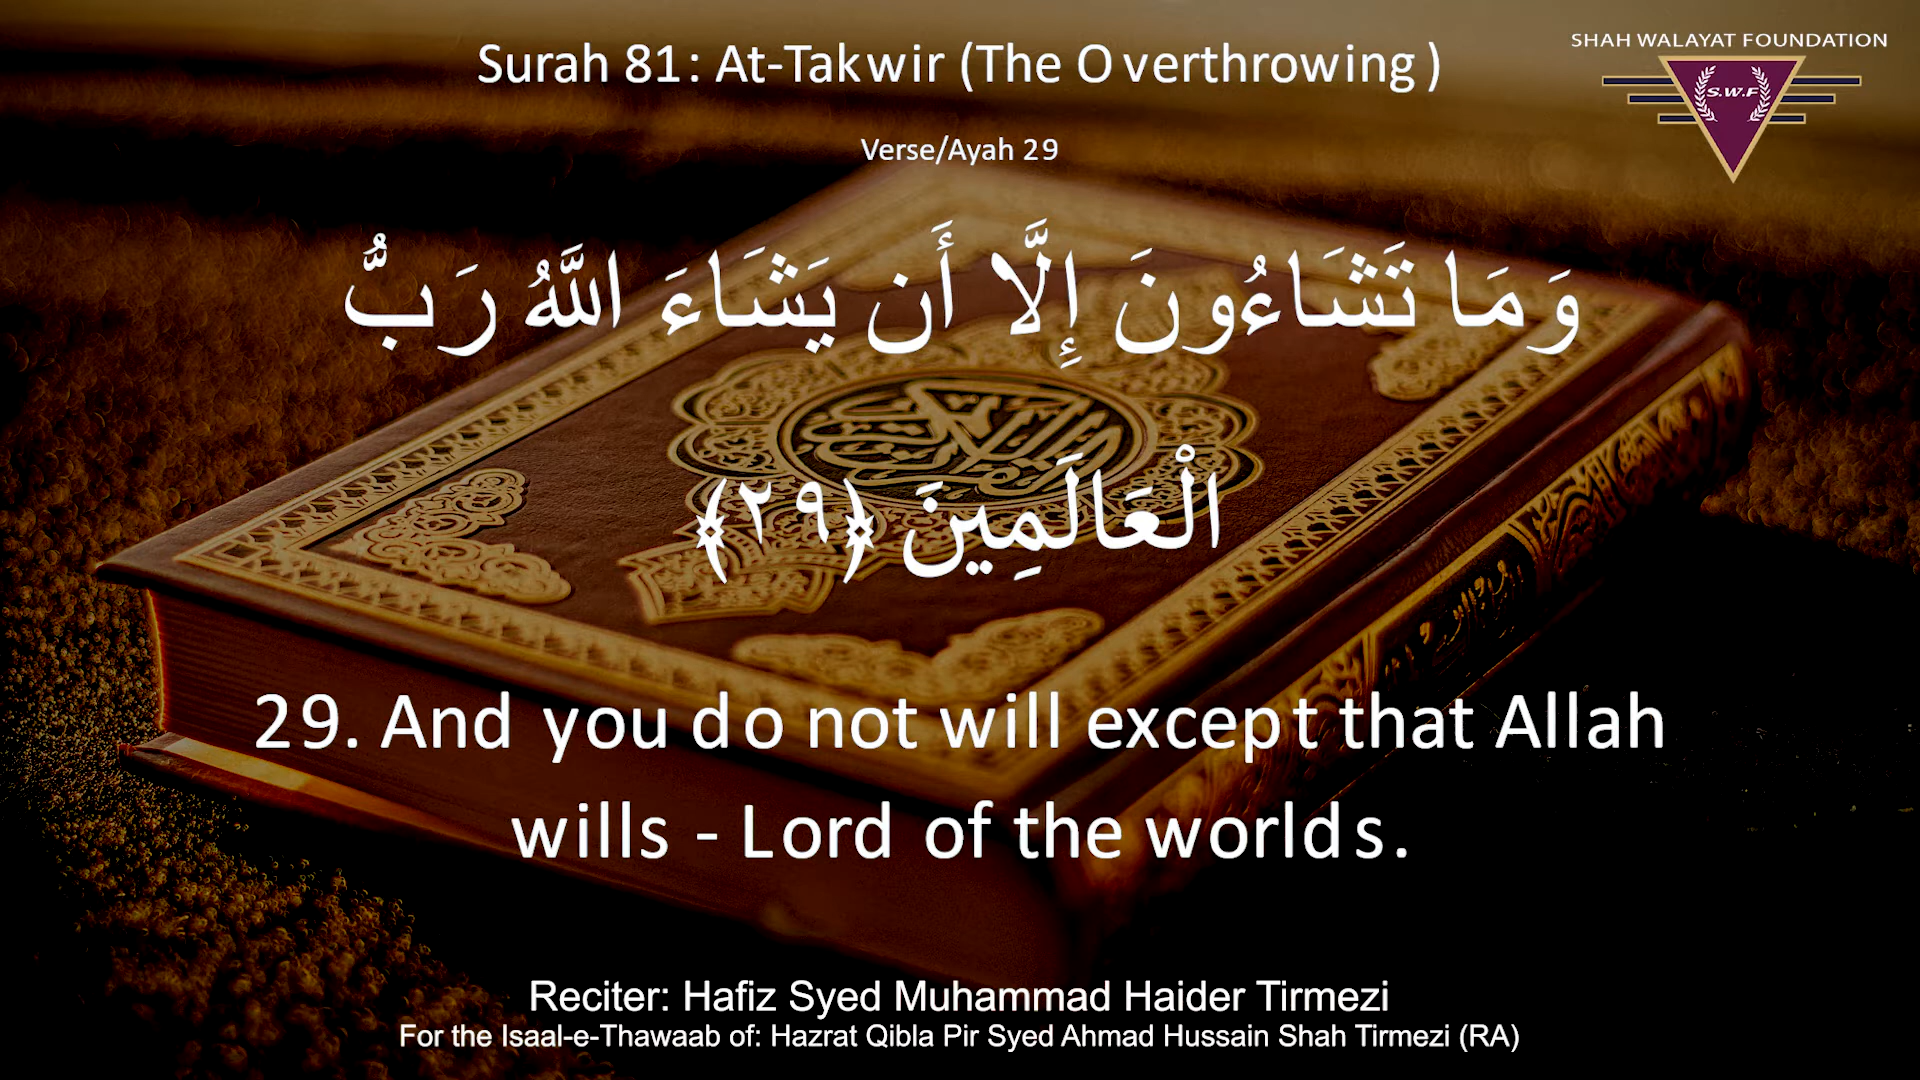 SHAH WALAYAT FOUNDATION
S.W.F
Surah 81: At-Takwir (The Overthrowing)
Verse/Ayah 29
وَمَا تَشَاءُونَ إِلَّا أَن يَشَاءَ اللَّهُ رَبُّ
الْعَالَمِينَ ﴿٢٩﴾
29. And you do not will except that Allah
wills - Lord of the worlds.
Reciter: Hafiz Syed Muhammad Haider Tirmezi
For the Isaal-e-Thawaab of: Hazrat Qibla Pir Syed Ahmad Hussain Shah Tirmezi (RA)